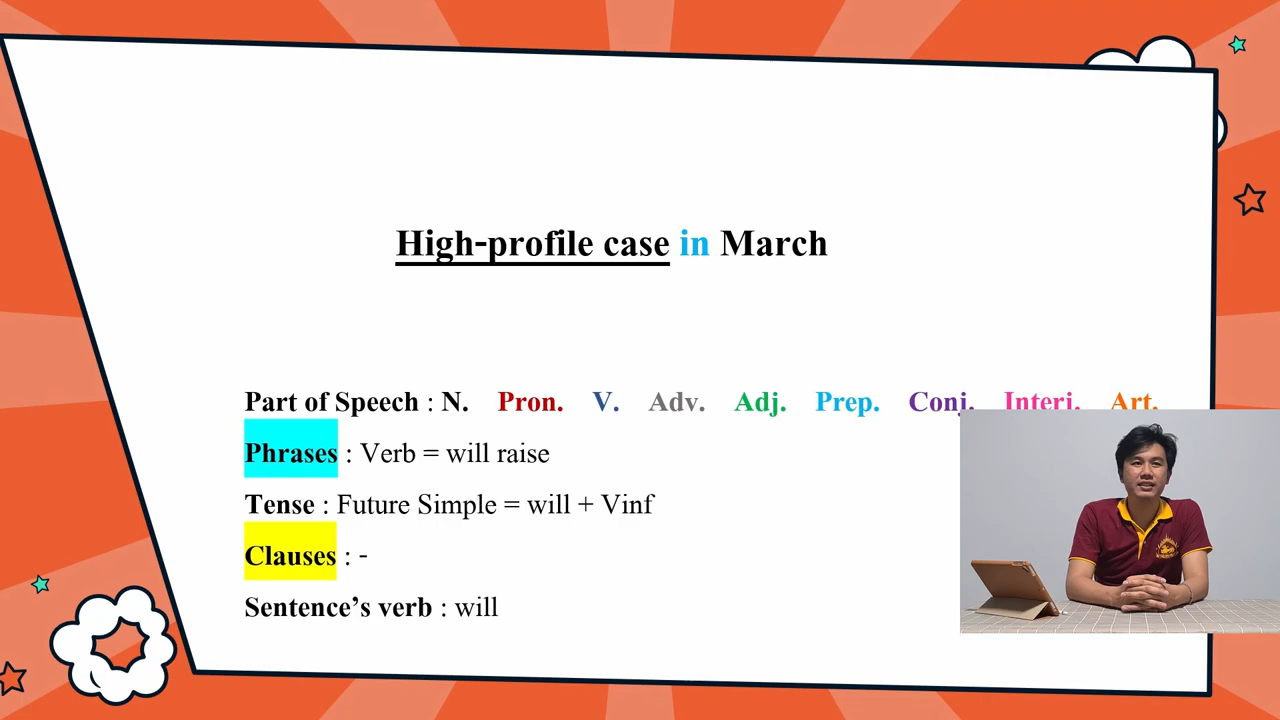 High-profile case in March
Part of Speech : N. Pron. V. Adv. Adj. Prep. Conj. Interj. Art.
Phrases : Verb = will raise
Tense : Future Simple = will + Vinf
Clauses : -
Sentence’s verb : will